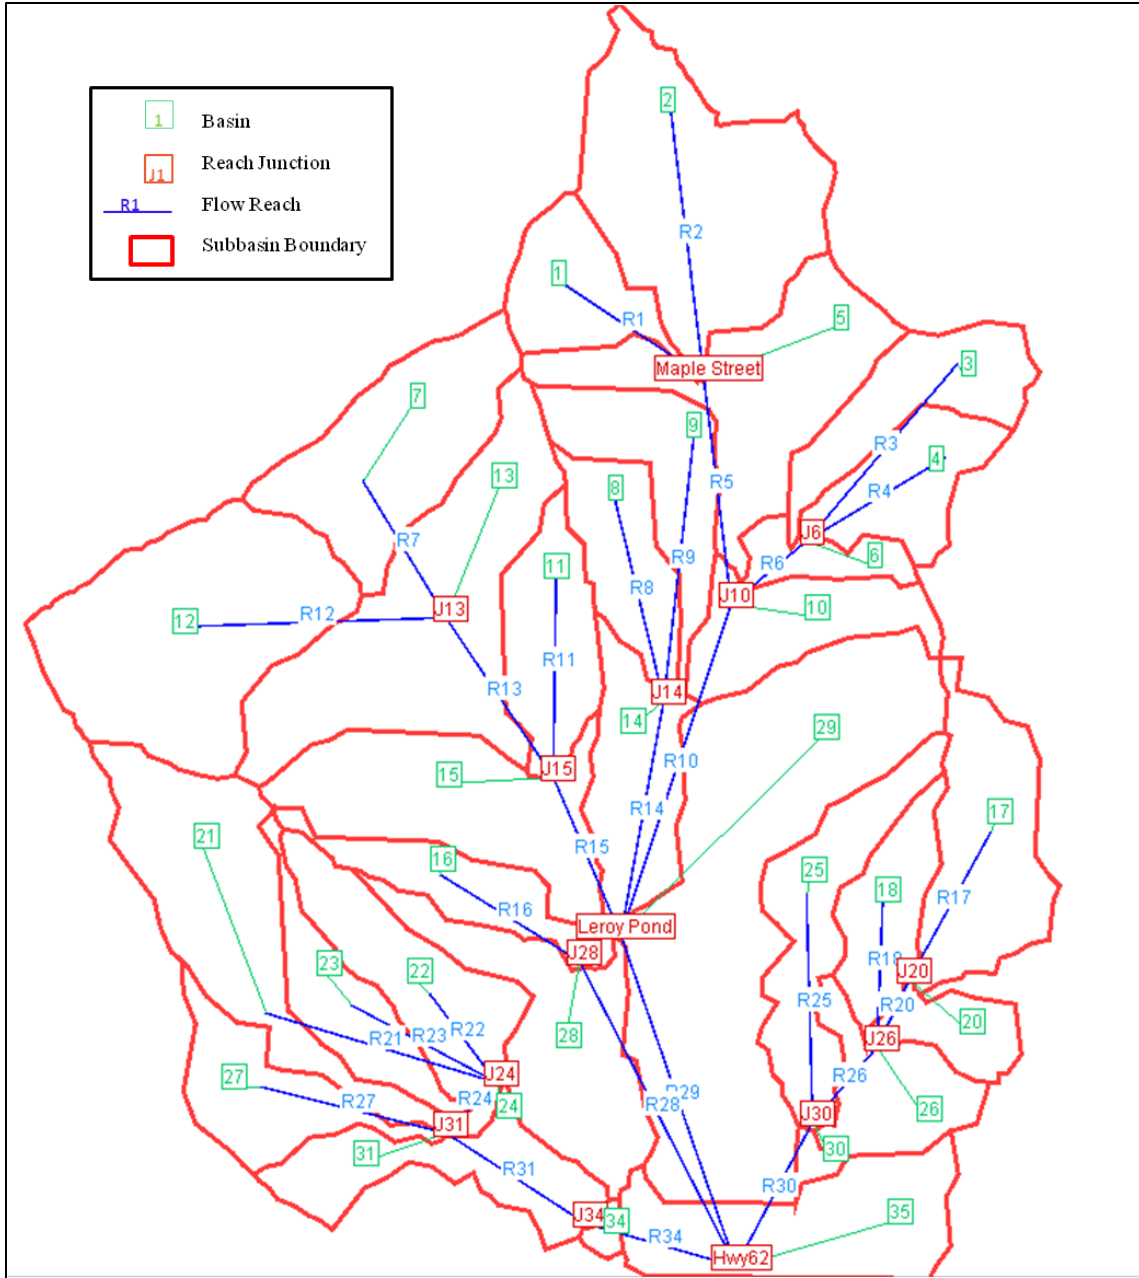 2
1
Basin
J1
Reach Junction
R1
Flow Reach
Subbasin Boundary
R2
1
5
R1
Maple Street
3
7
9
R3
4
13
8
R5
R4
J6
R7
R9
6
11
R6
R8
J10
J13
10
12
R12
R11
R13
J14
14
29
R10
J15
15
R14
17
21
R15
16
25
18
R17
R16
Leroy Pond
J28
23
22
R18
J20
R25
R20
20
R22
R21
R23
28
J26
J24
27
R26
R29
R27
R24
24
R28
J30
26
J31
31
30
R31
R30
J34
34
35
R34
Hwy62